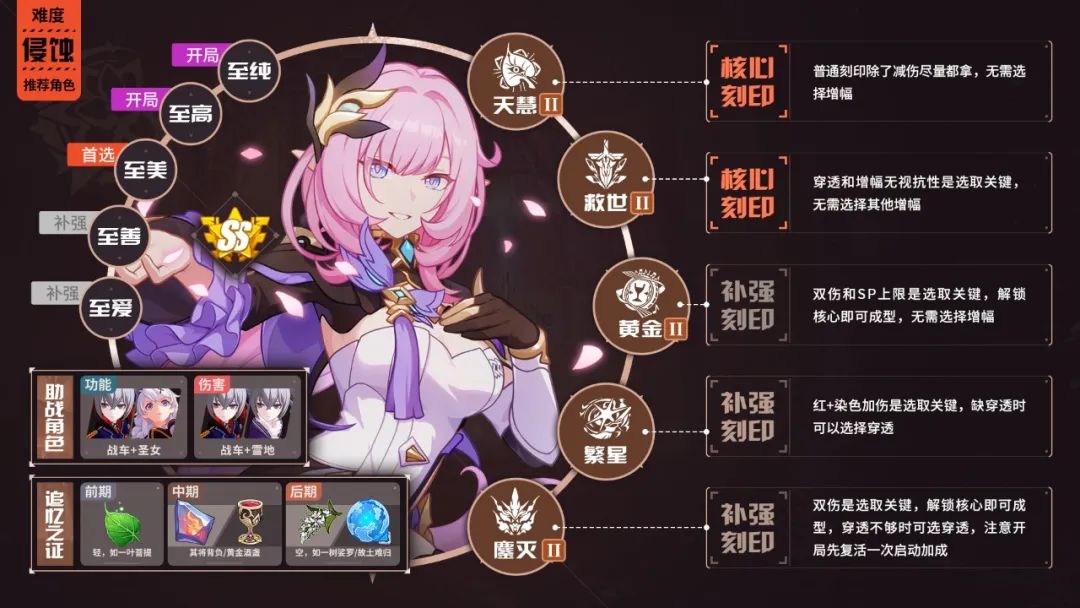 难度
侵蚀
推荐角色
开局
至纯
开局
至高
首选
至美
补强
至善
补强
至爱
SS
天慧 II
核心
刻印
普通刻印除了减伤尽量都拿，无需选
择增幅
救世 II
核心
刻印
穿透和增幅无视抗性是选取关键，
无需选择其他增幅
黄金 II
补强
刻印
双伤和SP上限是选取关键，解锁
核心即可成型，无需选择增幅
繁星
补强
刻印
红+染色加伤是选取关键，缺穿透时
可以选择穿透
鏖灭 II
补强
刻印
双伤是选取关键，解锁核心即可成
型，穿透不够时可选穿透，注意开
局先复活一次启动加成
助战角色
功能
战车+圣女
伤害
战车+雷地
追忆之证
前期
轻，如一叶菩提
中期
其将背负/黄金酒盏
后期
空，如一树娑罗/故土难归